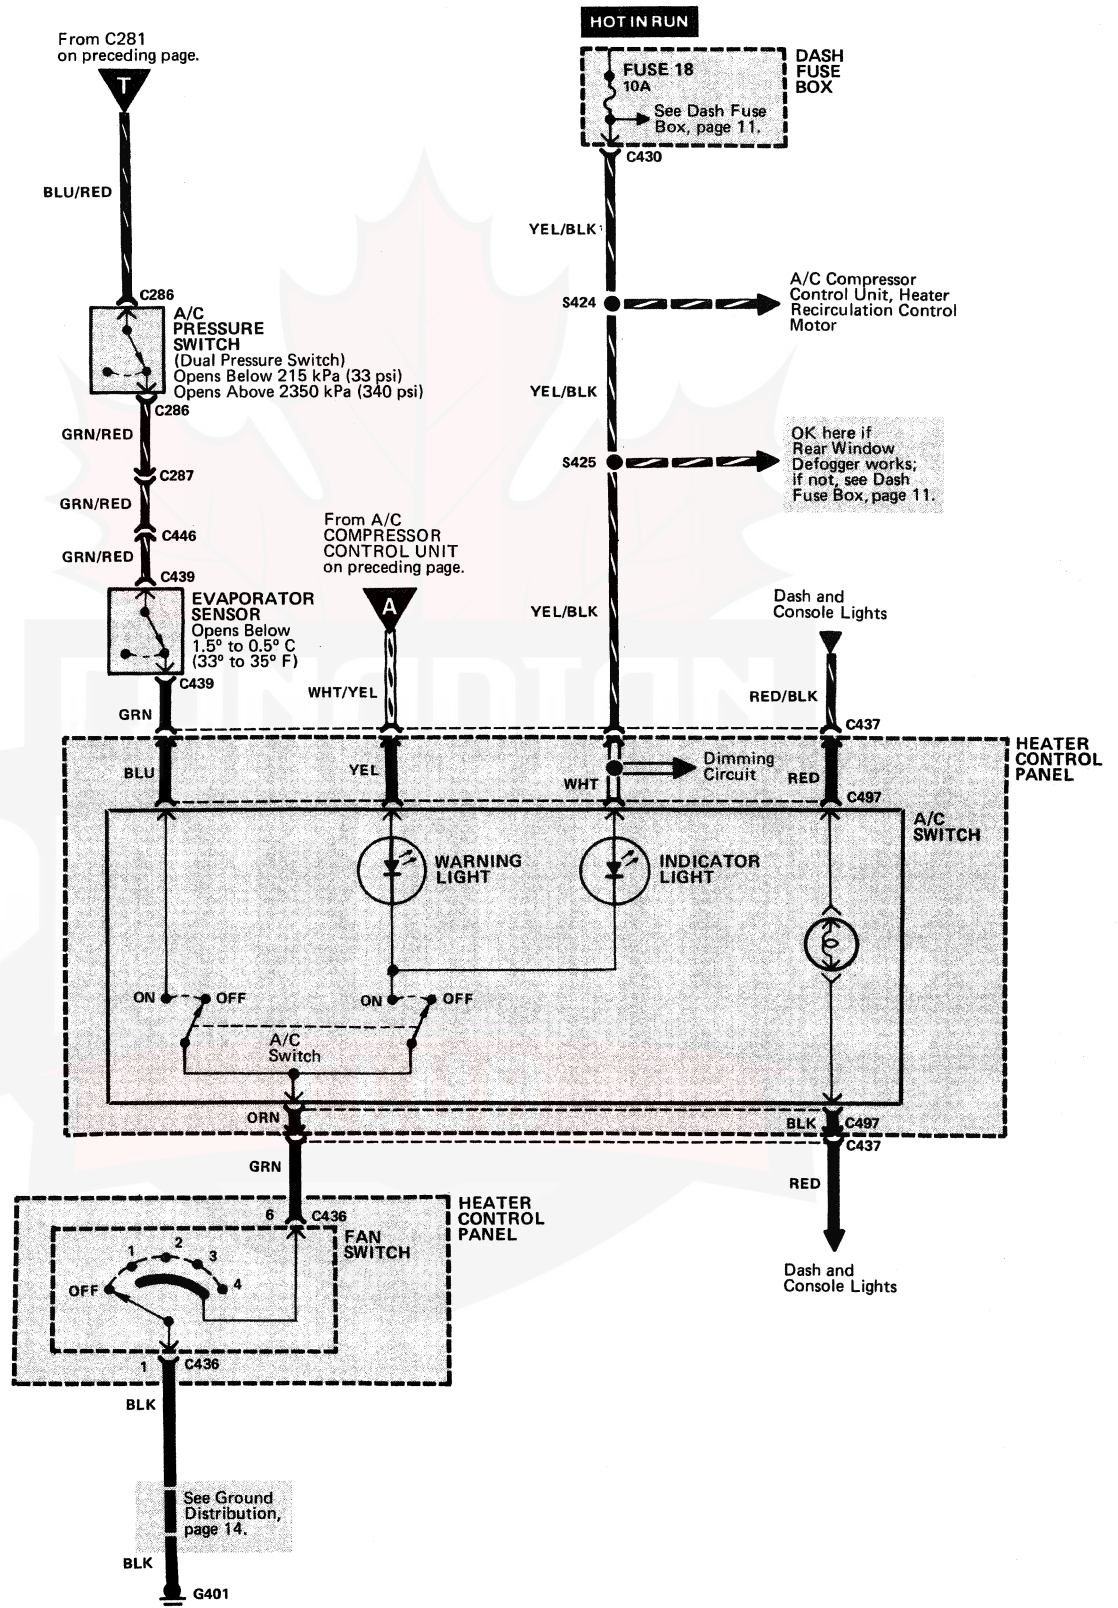 HOT IN RUN
From C281
on preceding page.
T
FUSE 18
10A
See Dash Fuse
Box, page 11.
DASH
FUSE
BOX
C430
BLU/RED
YEL/BLK
C286
S424
A/C Compressor
Control Unit, Heater
Recirculation Control
Motor
A/C
PRESSURE
SWITCH
(Dual Pressure Switch)
Opens Below 215 kPa (33 psi)
Opens Above 2350 kPa (340 psi)
YEL/BLK
C286
GRN/RED
S425
OK here if
Rear Window
Defogger works;
if not, see Dash
Fuse Box, page 11.
C287
GRN/RED
C446
GRN/RED
From A/C
COMPRESSOR
CONTROL UNIT
on preceding page.
A
C439
EVAPORATOR
SENSOR
Opens Below
1.5° to 0.5° C
(33° to 35° F)
YEL/BLK
Dash and
Console Lights
C439
GRN
WHT/YEL
RED/BLK
C437
HEATER
CONTROL
PANEL
BLU
YEL
WHT
Dimming
Circuit
RED
C497
A/C
SWITCH
WARNING
LIGHT
INDICATOR
LIGHT
ON
OFF
ON
OFF
A/C
Switch
ORN
BLK
C497
C437
GRN
RED
HEATER
CONTROL
PANEL
6
C436
FAN
SWITCH
OFF
1
2
3
4
Dash and
Console Lights
1
C436
BLK
See Ground
Distribution,
page 14.
BLK
G401